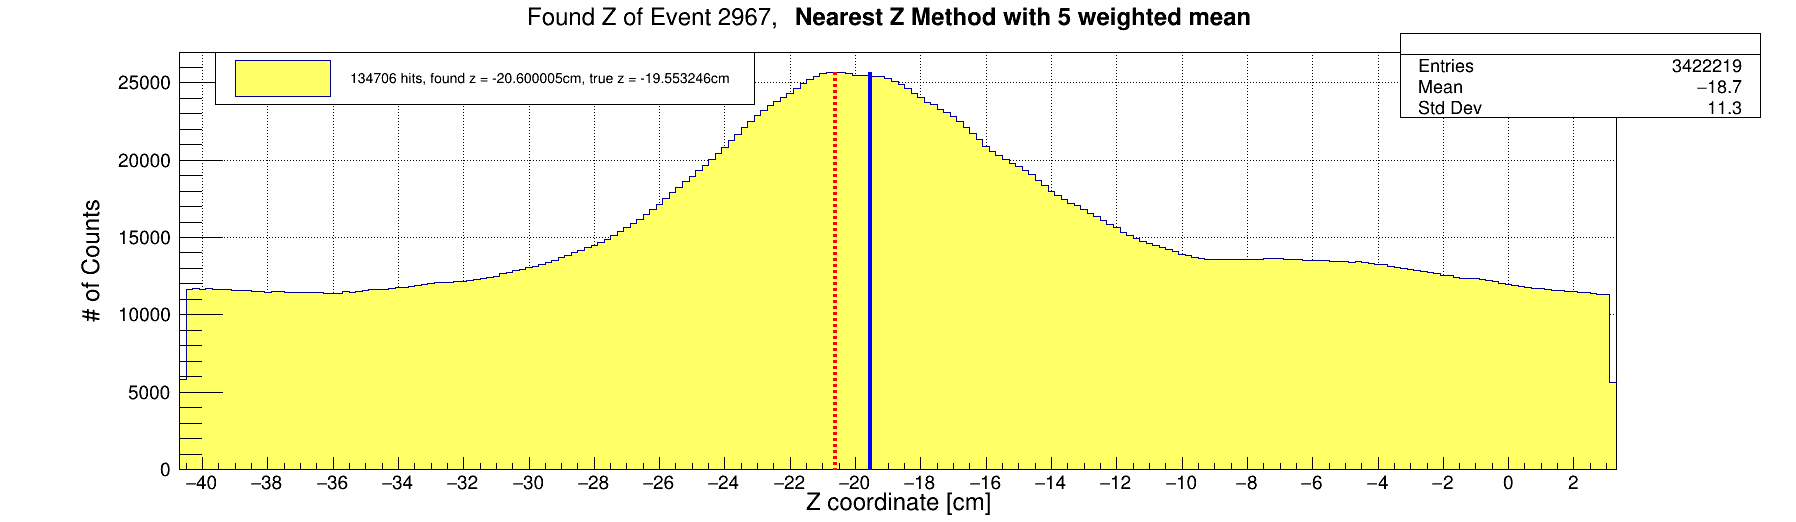 Found Z of Event 2967, Nearest Z Method with 5 weighted mean
134706 hits, found z = -20.600005cm, true z = -19.553246cm
Entries 3422219
Mean −18.7
Std Dev 11.3
# of Counts
25000
20000
15000
10000
5000
0
−40 −38 −36 −34 −32 −30 −28 −26 −24 −22 −20 −18 −16 −14 −12 −10 −8 −6 −4 −2 0 2
Z coordinate [cm]